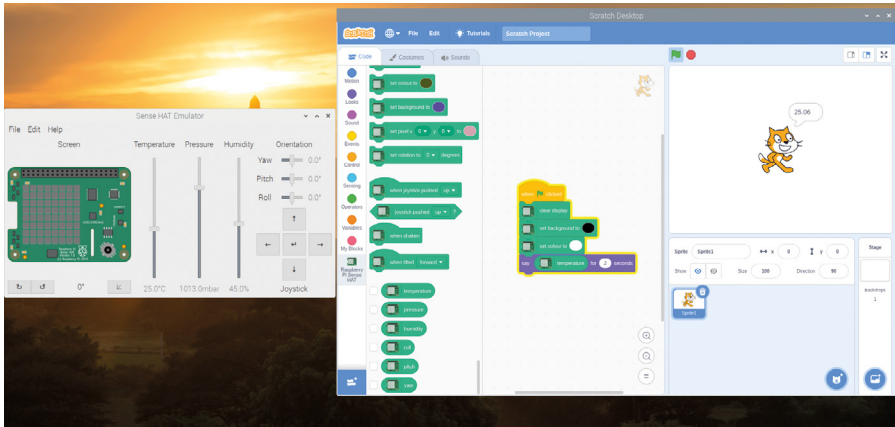 Sense HAT Emulator
File Edit Help
Screen
Temperature
Pressure
Humidity
Orientation
Yaw 0.0°
Pitch 0.0°
Roll 0.0°
0°
25.0°C
1013.0mbar
45.0%
Joystick
Scratch Desktop
SCRATCH
File
Edit
Tutorials
Scratch Project
Code
Costumes
Sounds
Motion
Looks
Sound
Events
Control
Sensing
Operators
Variables
My Blocks
Raspberry
Pi Sense
HAT
set colour to
set background to
set pixel x 0 y 0 to
set rotation to 0 degrees
when joystick pushed up
joystick pushed up ?
when shaken
when tilted forward
temperature
pressure
humidity
roll
pitch
yaw
when clicked
clear display
set background to
set colour to
say temperature for 2 seconds
25.06
Sprite Sprite1 x 0 y 0
Show Size 100 Direction 90
Sprite1
Stage
Backdrops
1